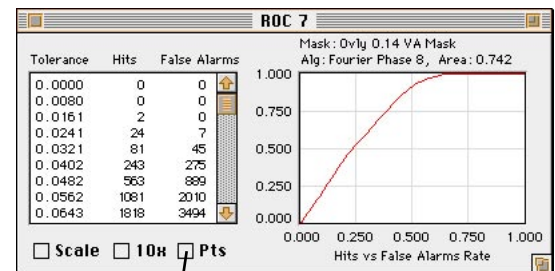 ROC 7
Tolerance Hits False Alarms
0.0000 0 0
0.0080 0 0
0.0161 2 0
0.0241 24 7
0.0321 81 45
0.0402 243 275
0.0482 563 889
0.0562 1081 2010
0.0643 1818 3494
Scale 10x Pts
Mask: Ovly 0.14 VA Mask
Alg: Fourier Phase 8, Area: 0.742
1.000
0.750
0.500
0.250
0.000
0.000 0.250 0.500 0.750 1.000
Hits vs False Alarms Rate